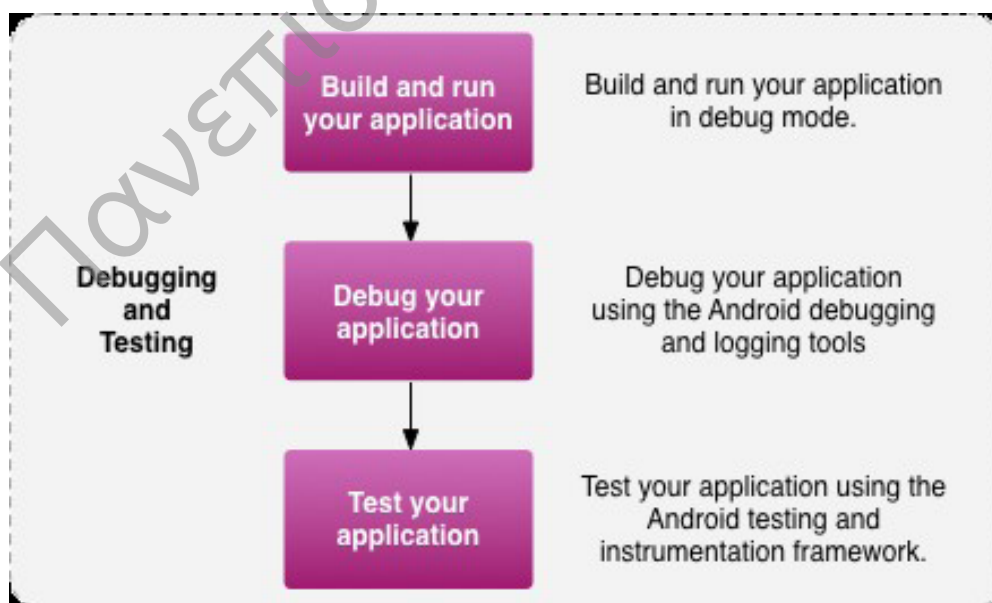 Build and run
your application
Build and run your application
in debug mode.
Debugging
and
Testing
Debug your
application
Debug your application
using the Android debugging
and logging tools
Test your
application
Test your application using the
Android testing and
instrumentation framework.